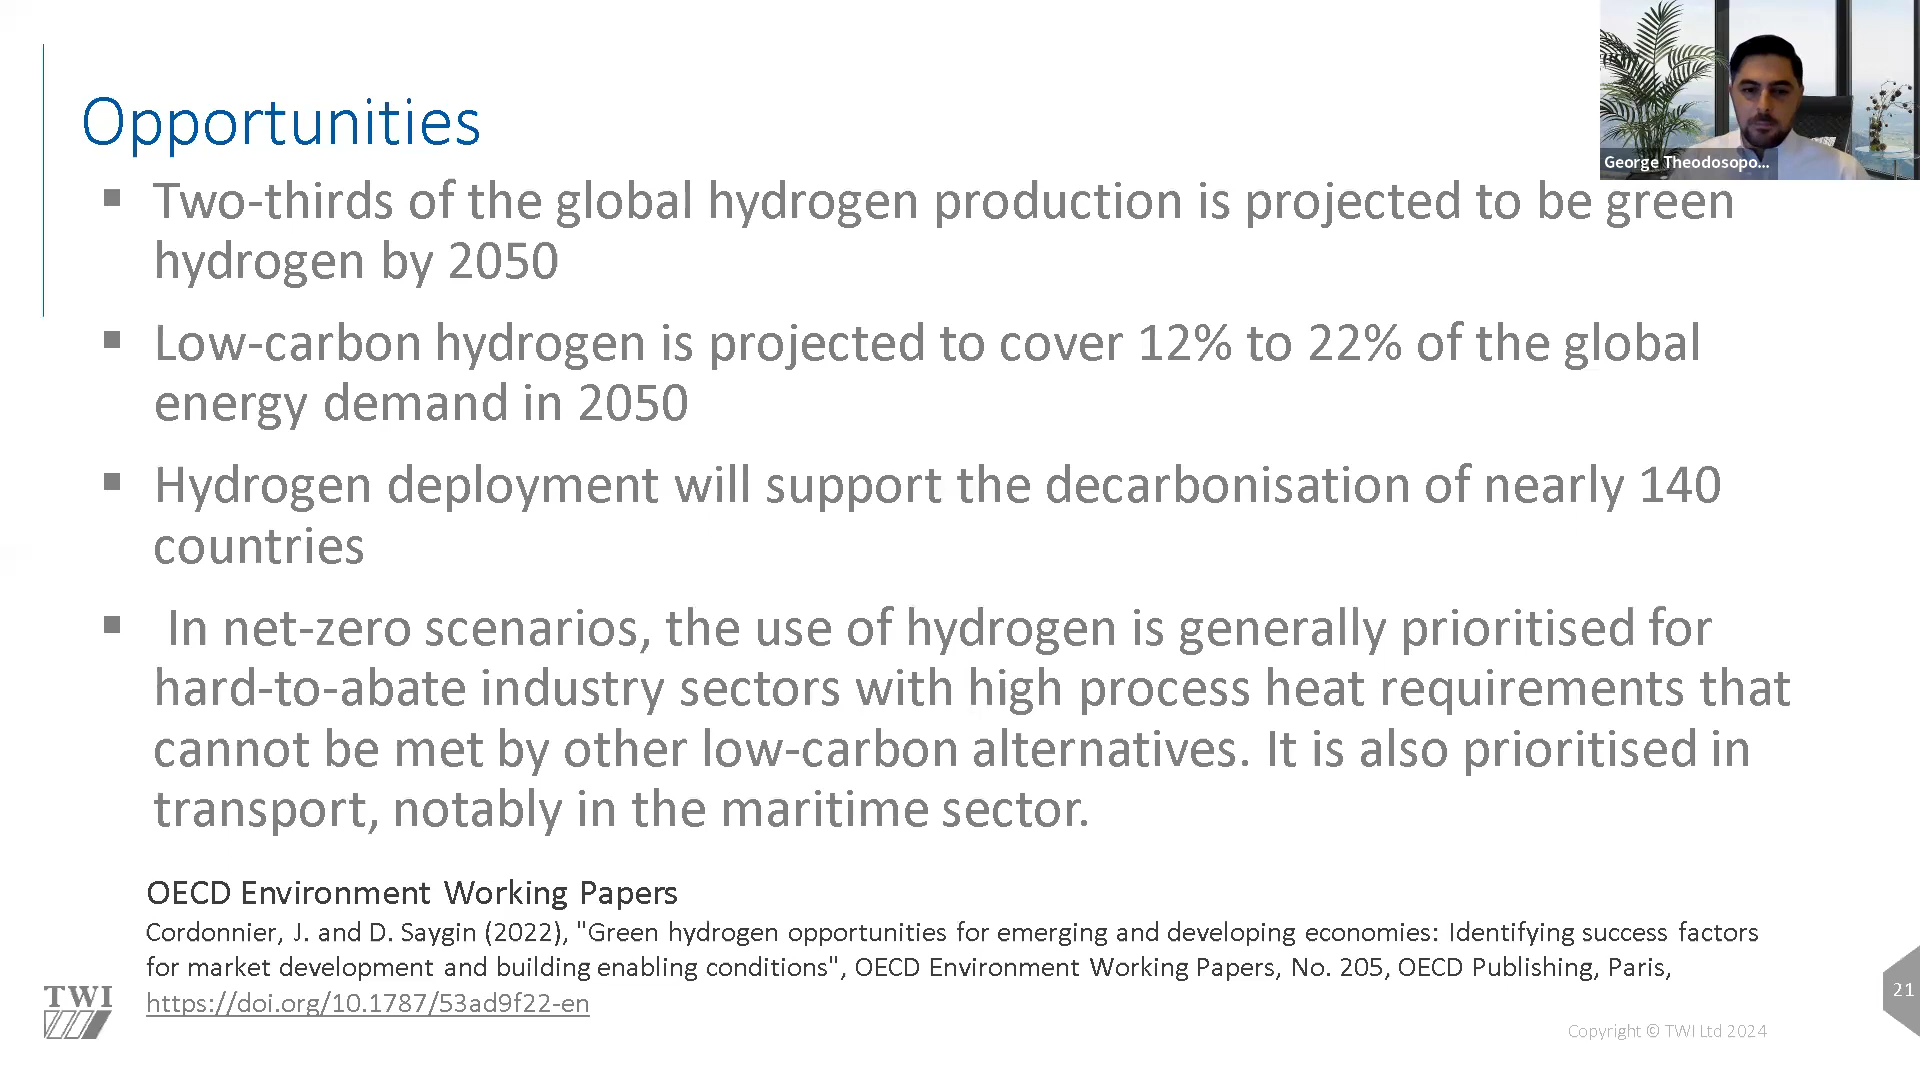 Opportunities
George Theodosopo...
▪ Two-thirds of the global hydrogen production is projected to be green
hydrogen by 2050
▪ Low-carbon hydrogen is projected to cover 12% to 22% of the global
energy demand in 2050
▪ Hydrogen deployment will support the decarbonisation of nearly 140
countries
▪ In net-zero scenarios, the use of hydrogen is generally prioritised for
hard-to-abate industry sectors with high process heat requirements that
cannot be met by other low-carbon alternatives. It is also prioritised in
transport, notably in the maritime sector.
OECD Environment Working Papers
Cordonnier, J. and D. Saygin (2022), "Green hydrogen opportunities for emerging and developing economies: Identifying success factors
for market development and building enabling conditions", OECD Environment Working Papers, No. 205, OECD Publishing, Paris,
https://doi.org/10.1787/53ad9f22-en
TWI
21
Copyright © TWI Ltd 2024